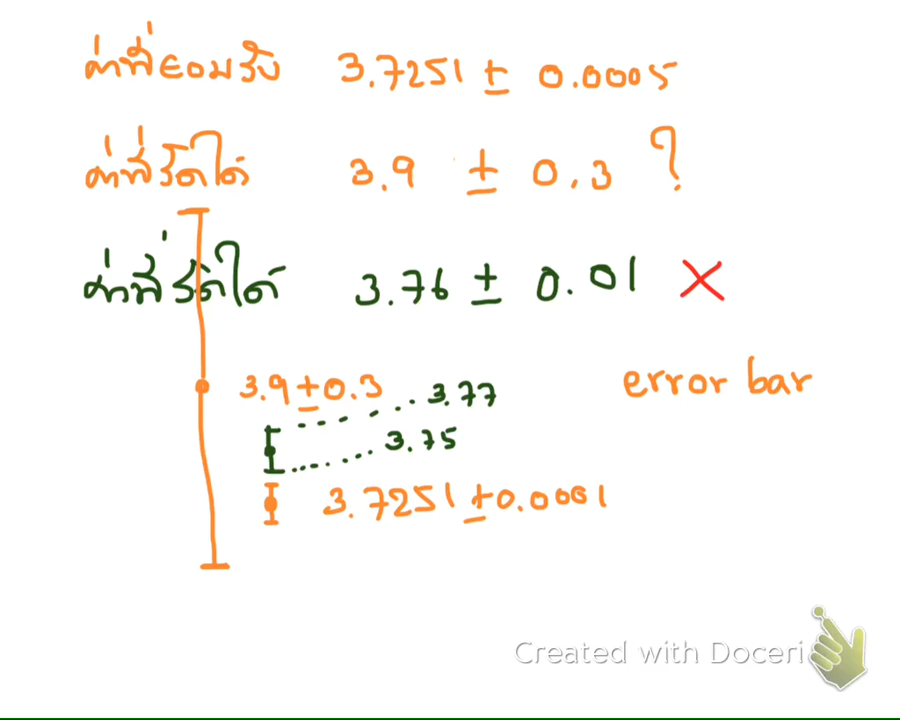 ค่าที่ยอมรับ 3.7251 ± 0.0005
ค่าที่วัดได้ 3.9 ± 0.3 ?
ค่าที่วัดได้ 3.76 ± 0.01 ✗
3.9±0.3
3.77
error bar
3.75
3.7251 ± 0.0001
Created with Doceri